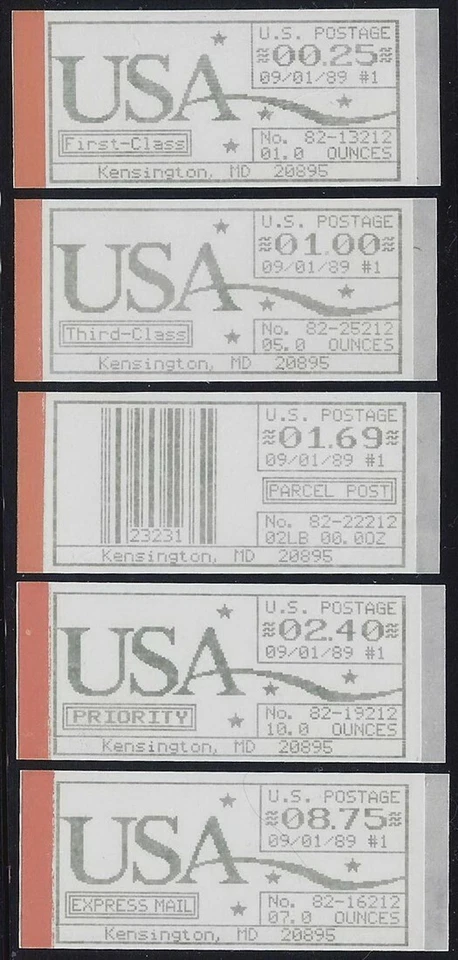 U.S. POSTAGE
USA 00.25
09/01/89 #1
First-Class No. 82-13212
01.0 OUNCES
Kensington, MD 20895
U.S. POSTAGE
USA 01.00
09/01/89 #1
Third-Class No. 82-25212
05.0 OUNCES
Kensington, MD 20895
U.S. POSTAGE
01.69
09/01/89 #1
PARCEL POST
No. 82-22212
23231 02LB 00.0OZ
Kensington, MD 20895
U.S. POSTAGE
USA 02.40
09/01/89 #1
PRIORITY No. 82-19212
10.0 OUNCES
Kensington, MD 20895
U.S. POSTAGE
USA 08.75
09/01/89 #1
EXPRESS MAIL No. 82-16212
07.0 OUNCES
Kensington, MD 20895